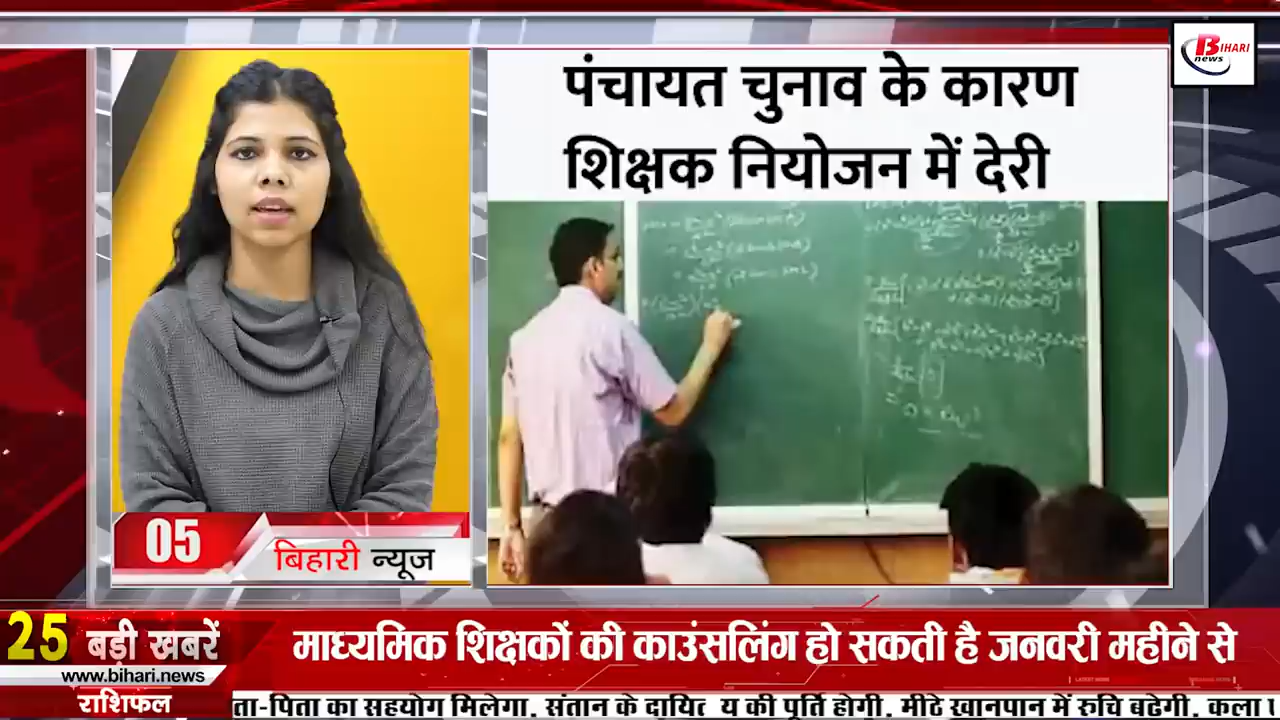 BIHARI
news
पंचायत चुनाव के कारण
शिक्षक नियोजन में देरी
05
बिहारी न्यूज
25 बड़ी खबरें
माध्यमिक शिक्षकों की काउंसलिंग हो सकती है जनवरी महीने से
www.bihari.news
राशिफल
ता-पिता का सहयोग मिलेगा. संतान के दायित्‍व की पूर्ति होगी. मीठे खानपान में रुचि बढेगी. कला